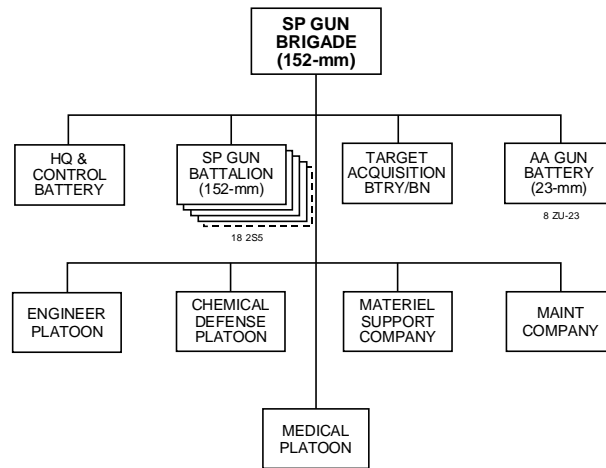 SP GUN
BRIGADE
(152-mm)
HQ &
CONTROL
BATTERY
SP GUN
BATTALION
(152-mm)
18 2S5
TARGET
ACQUISITION
BTRY/BN
AA GUN
BATTERY
(23-mm)
8 ZU-23
ENGINEER
PLATOON
CHEMICAL
DEFENSE
PLATOON
MATERIEL
SUPPORT
COMPANY
MAINT
COMPANY
MEDICAL
PLATOON